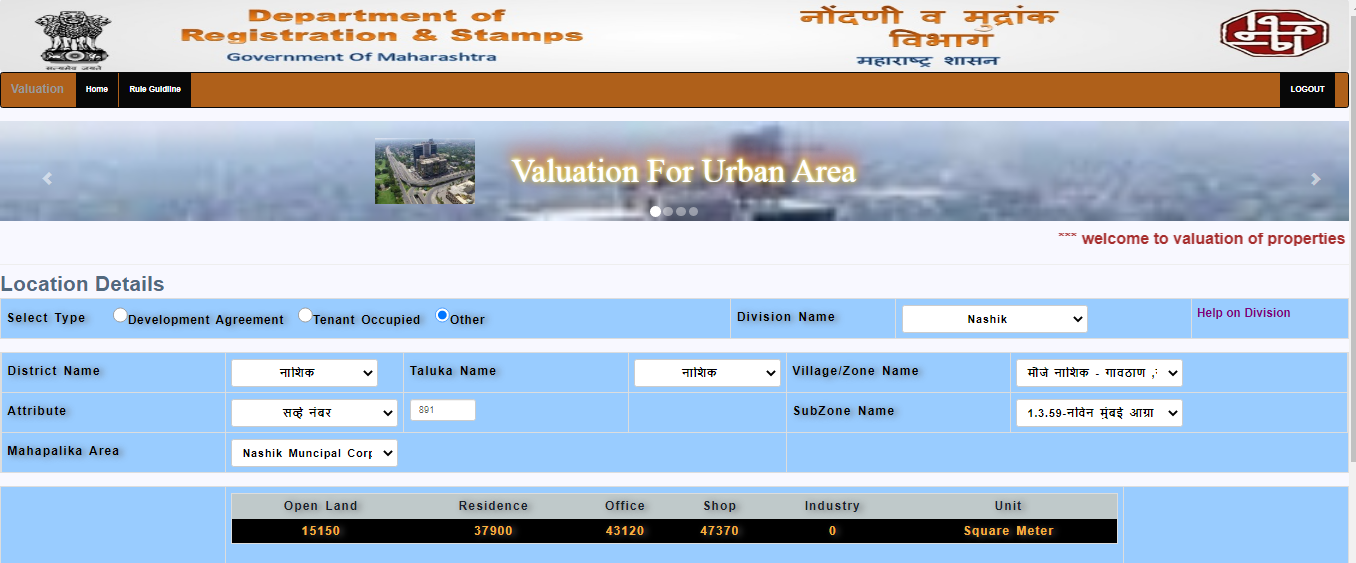 Department of
Registration & Stamps
Government Of Maharashtra
नोंदणी व मुद्रांक
विभाग
महाराष्ट्र शासन
सत्यमेव जयते
Valuation Home Rule Guidline LOGOUT
Valuation For Urban Area
*** welcome to valuation of properties
Location Details
Select Type Development Agreement Tenant Occupied Other Division Name Nashik Help on Division
District Name नाशिक Taluka Name नाशिक Village/Zone Name मौजे नाशिक - गावठाण ,
Attribute सर्व्हे नंबर 891 SubZone Name 1.3.59-नविन मुंबई आग्रा
Mahapalika Area Nashik Muncipal Corp
Open Land Residence Office Shop Industry Unit
15150 37900 43120 47370 0 Square Meter